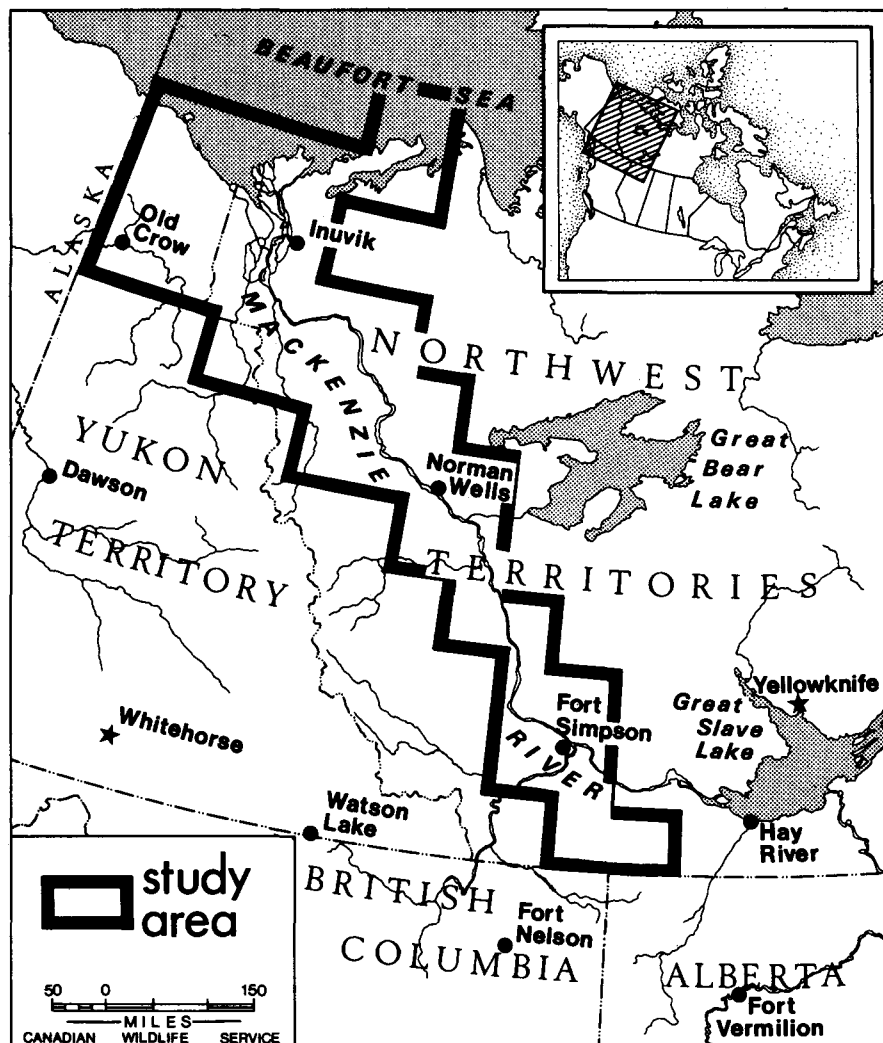 BEAUFORT SEA
ALASKA
Old
Crow
Inuvik
MACKENZIE
NORTHWEST
Great
Bear
Lake
YUKON
Dawson
Norman
Wells
TERRITORY
TERRITORIES
Yellowknife
Great
Slave
Lake
Fort
Simpson
Whitehorse
RIVER
Watson
Lake
Hay
River
BRITISH
Fort
Nelson
COLUMBIA
ALBERTA
Fort
Vermilion
study
area
50 0 150
MILES
CANADIAN WILDLIFE SERVICE